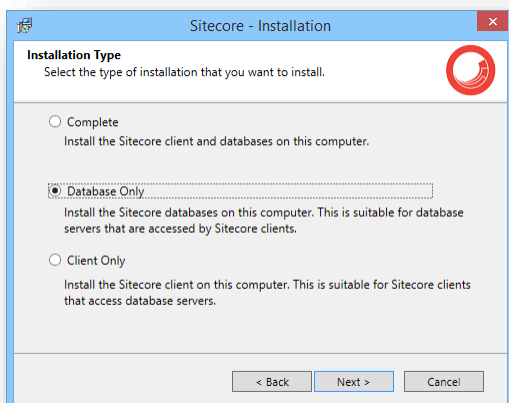 Sitecore - Installation
Installation Type
Select the type of installation that you want to install.
Complete
Install the Sitecore client and databases on this computer.
Database Only
Install the Sitecore databases on this computer. This is suitable for database
servers that are accessed by Sitecore clients.
Client Only
Install the Sitecore client on this computer. This is suitable for Sitecore clients
that access database servers.
< Back
Next >
Cancel